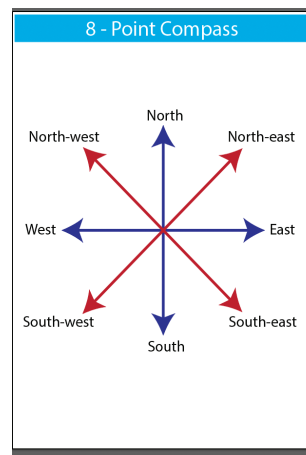 8 - Point Compass
North
North-west
North-east
West
East
South-west
South-east
South